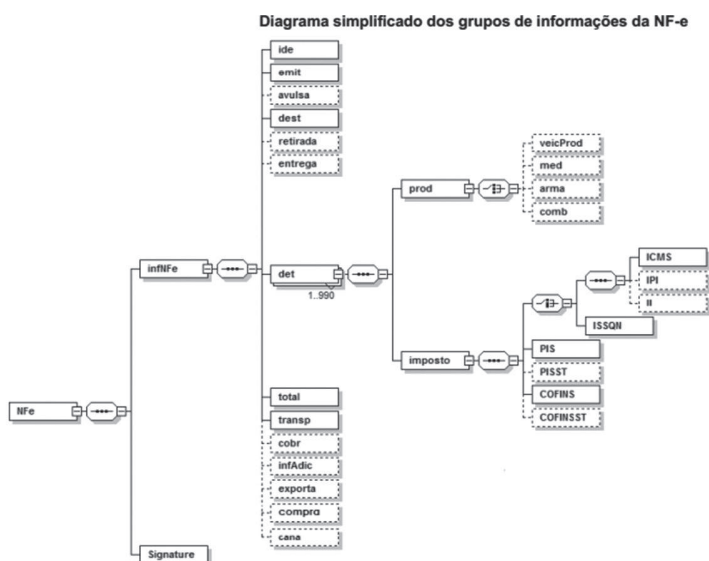 Diagrama simplificado dos grupos de informações da NF-e
ide
emit
avulsa
dest
retirada
entrega
veicProd
med
prod
arma
comb
infNFe
det
1..990
ICMS
IPI
II
ISSQN
PIS
imposto
PISST
COFINS
COFINSST
total
NFe
transp
cobr
infAdic
exporta
compra
cana
Signature